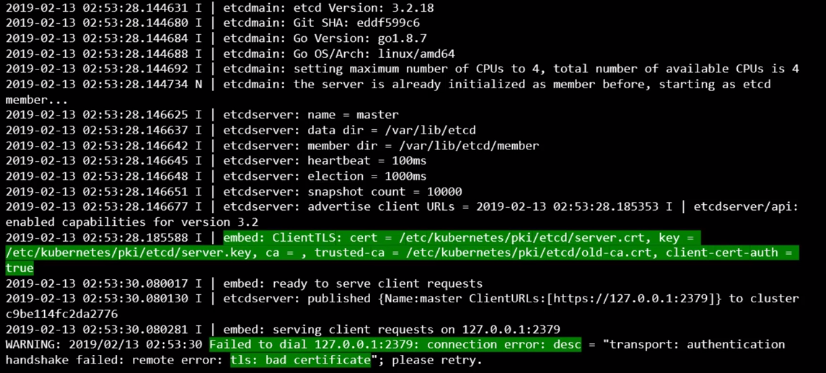 2019-02-13 02:53:28.144631 I | etcdmain: etcd Version: 3.2.18
2019-02-13 02:53:28.144680 I | etcdmain: Git SHA: eddf599c6
2019-02-13 02:53:28.144684 I | etcdmain: Go Version: go1.8.7
2019-02-13 02:53:28.144688 I | etcdmain: Go OS/Arch: linux/amd64
2019-02-13 02:53:28.144692 I | etcdmain: setting maximum number of CPUs to 4, total number of available CPUs is 4
2019-02-13 02:53:28.144734 N | etcdmain: the server is already initialized as member before, starting as etcd
member...
2019-02-13 02:53:28.146625 I | etcdserver: name = master
2019-02-13 02:53:28.146637 I | etcdserver: data dir = /var/lib/etcd
2019-02-13 02:53:28.146642 I | etcdserver: member dir = /var/lib/etcd/member
2019-02-13 02:53:28.146645 I | etcdserver: heartbeat = 100ms
2019-02-13 02:53:28.146648 I | etcdserver: election = 1000ms
2019-02-13 02:53:28.146651 I | etcdserver: snapshot count = 10000
2019-02-13 02:53:28.146677 I | etcdserver: advertise client URLs = 2019-02-13 02:53:28.185353 I | etcdserver/api:
enabled capabilities for version 3.2
2019-02-13 02:53:28.185588 I | embed: ClientTLS: cert = /etc/kubernetes/pki/etcd/server.crt, key =
/etc/kubernetes/pki/etcd/server.key, ca = , trusted-ca = /etc/kubernetes/pki/etcd/old-ca.crt, client-cert-auth =
true
2019-02-13 02:53:30.080017 I | embed: ready to serve client requests
2019-02-13 02:53:30.080130 I | etcdserver: published {Name:master ClientURLs:[https://127.0.0.1:2379]} to cluster
c9be114fc2da2776
2019-02-13 02:53:30.080281 I | embed: serving client requests on 127.0.0.1:2379
WARNING: 2019/02/13 02:53:30 Failed to dial 127.0.0.1:2379: connection error: desc = "transport: authentication
handshake failed: remote error: tls: bad certificate"; please retry.